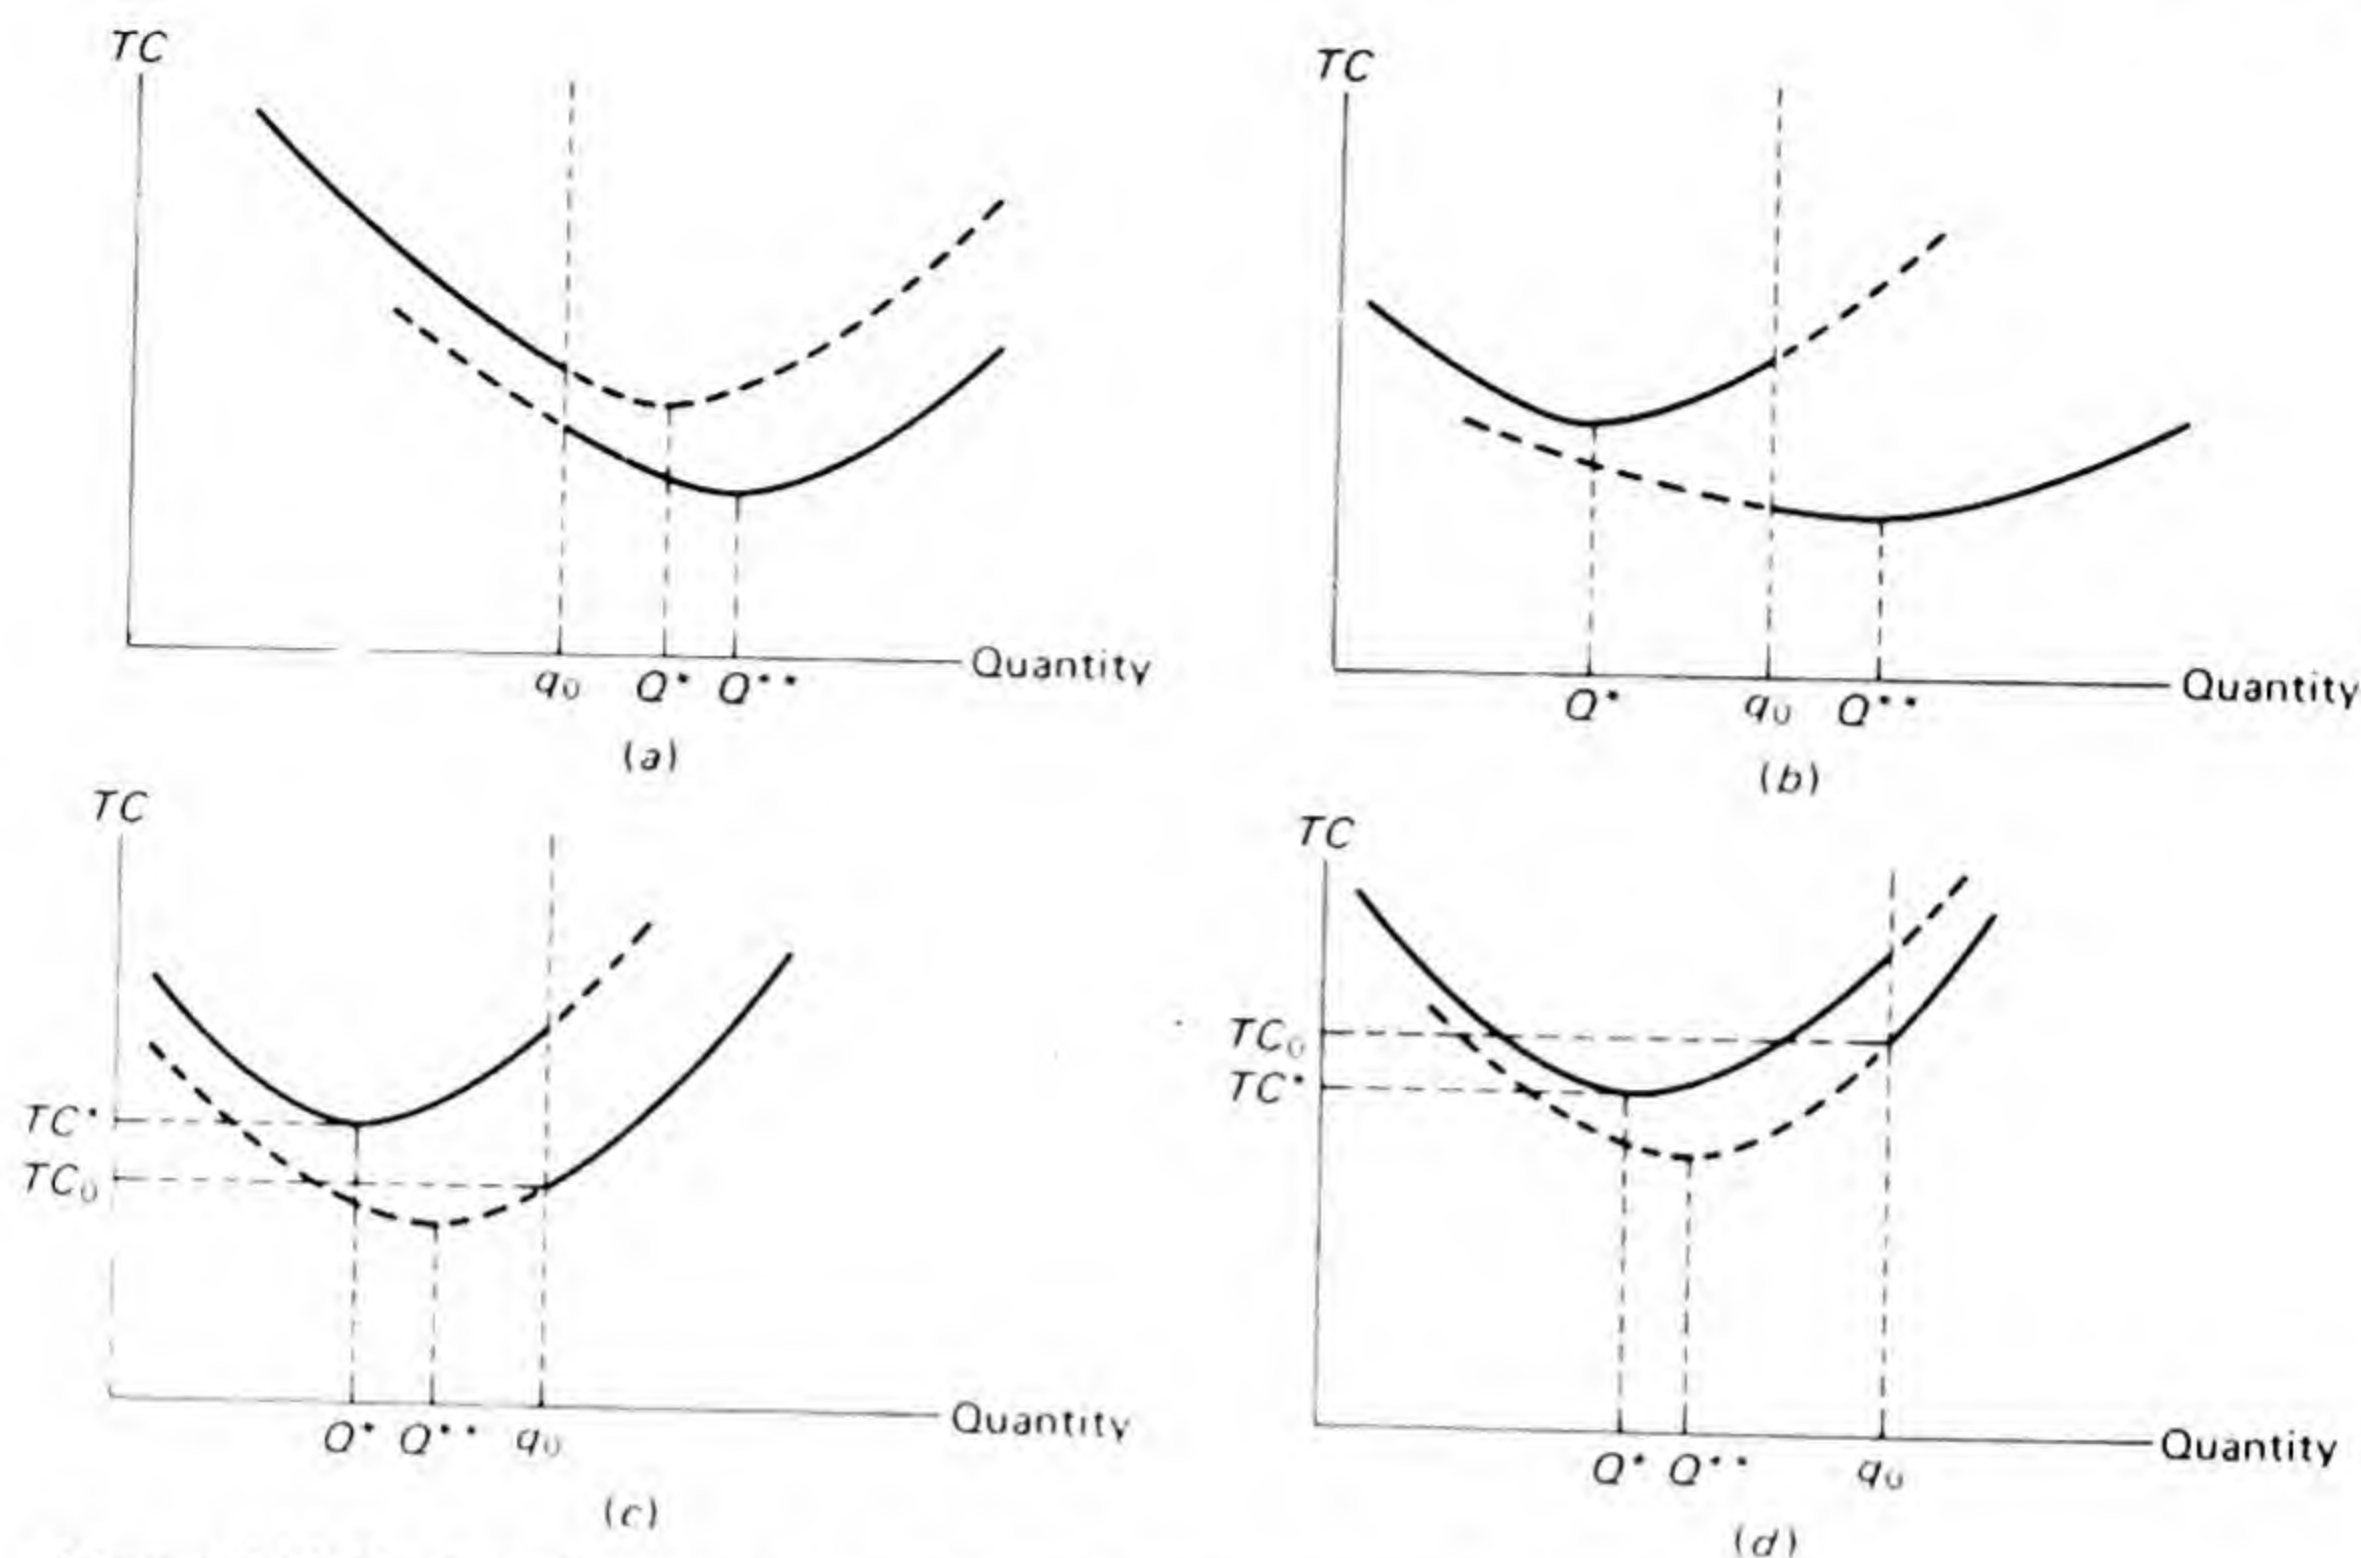 TC
Quantity
q₀ Q* Q**
(a)
TC
Quantity
Q* q₀ Q**
(b)
TC
TC*
TC₀
Quantity
Q* Q** q₀
(c)
TC
TC₀
TC*
Quantity
Q* Q** q₀
(d)